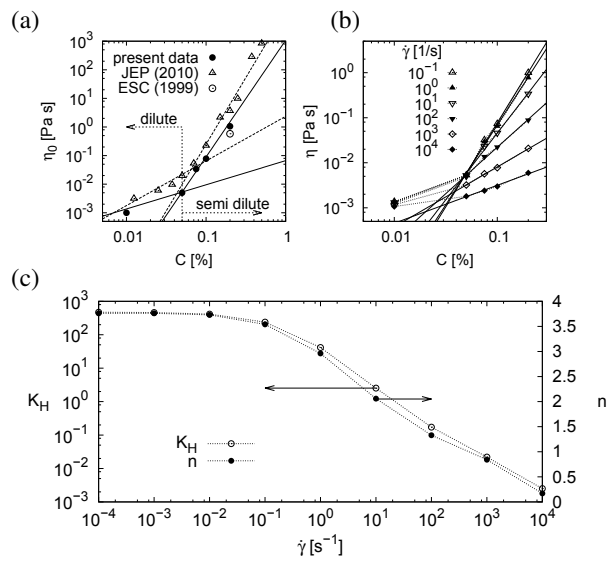 (a)
10³
10²
10¹
10⁰
10⁻¹
10⁻²
10⁻³
η₀ [Pa s]
present data
JEP (2010)
ESC (1999)
dilute
semi dilute
0.01
0.1
1
C [%]
(b)
γ̇ [1/s]
10⁻¹
10⁰
10¹
10²
10³
10⁴
10⁰
10⁻¹
10⁻²
10⁻³
η [Pa s]
0.01
0.1
C [%]
(c)
10³
10²
10¹
10⁰
10⁻¹
10⁻²
10⁻³
K_H
K_H
n
4
3.5
3
2.5
2
1.5
1
0.5
0
n
10⁻⁴ 10⁻³ 10⁻² 10⁻¹ 10⁰ 10¹ 10² 10³ 10⁴
γ̇ [s⁻¹]